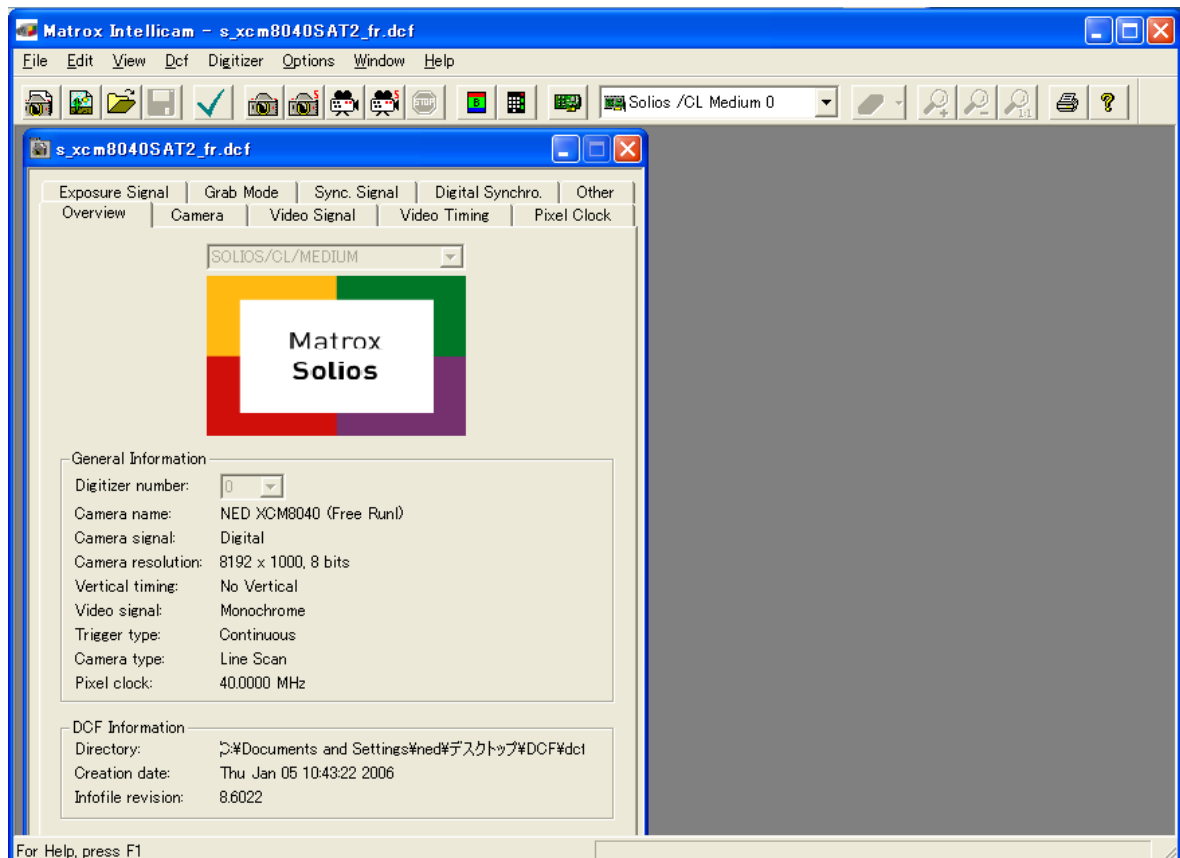 Matrox Intellicam - s_xcm8040SAT2_fr.dcf
File Edit View Dcf Digitizer Options Window Help
STOP B Solios /CL Medium 0 1:1 ?
s_xcm8040SAT2_fr.dcf
Exposure Signal Grab Mode Sync. Signal Digital Synchro. Other
Overview Camera Video Signal Video Timing Pixel Clock
SOLIOS/CL/MEDIUM
Matrox
Solios
General Information
Digitizer number: 0
Camera name: NED XCM8040 (Free RunI)
Camera signal: Digital
Camera resolution: 8192 x 1000, 8 bits
Vertical timing: No Vertical
Video signal: Monochrome
Trigger type: Continuous
Camera type: Line Scan
Pixel clock: 40.0000 MHz
DCF Information
Directory: C:¥Documents and Settings¥ned¥デスクトップ¥DCF¥dcf
Creation date: Thu Jan 05 10:43:22 2006
Infofile revision: 8.6022
For Help, press F1